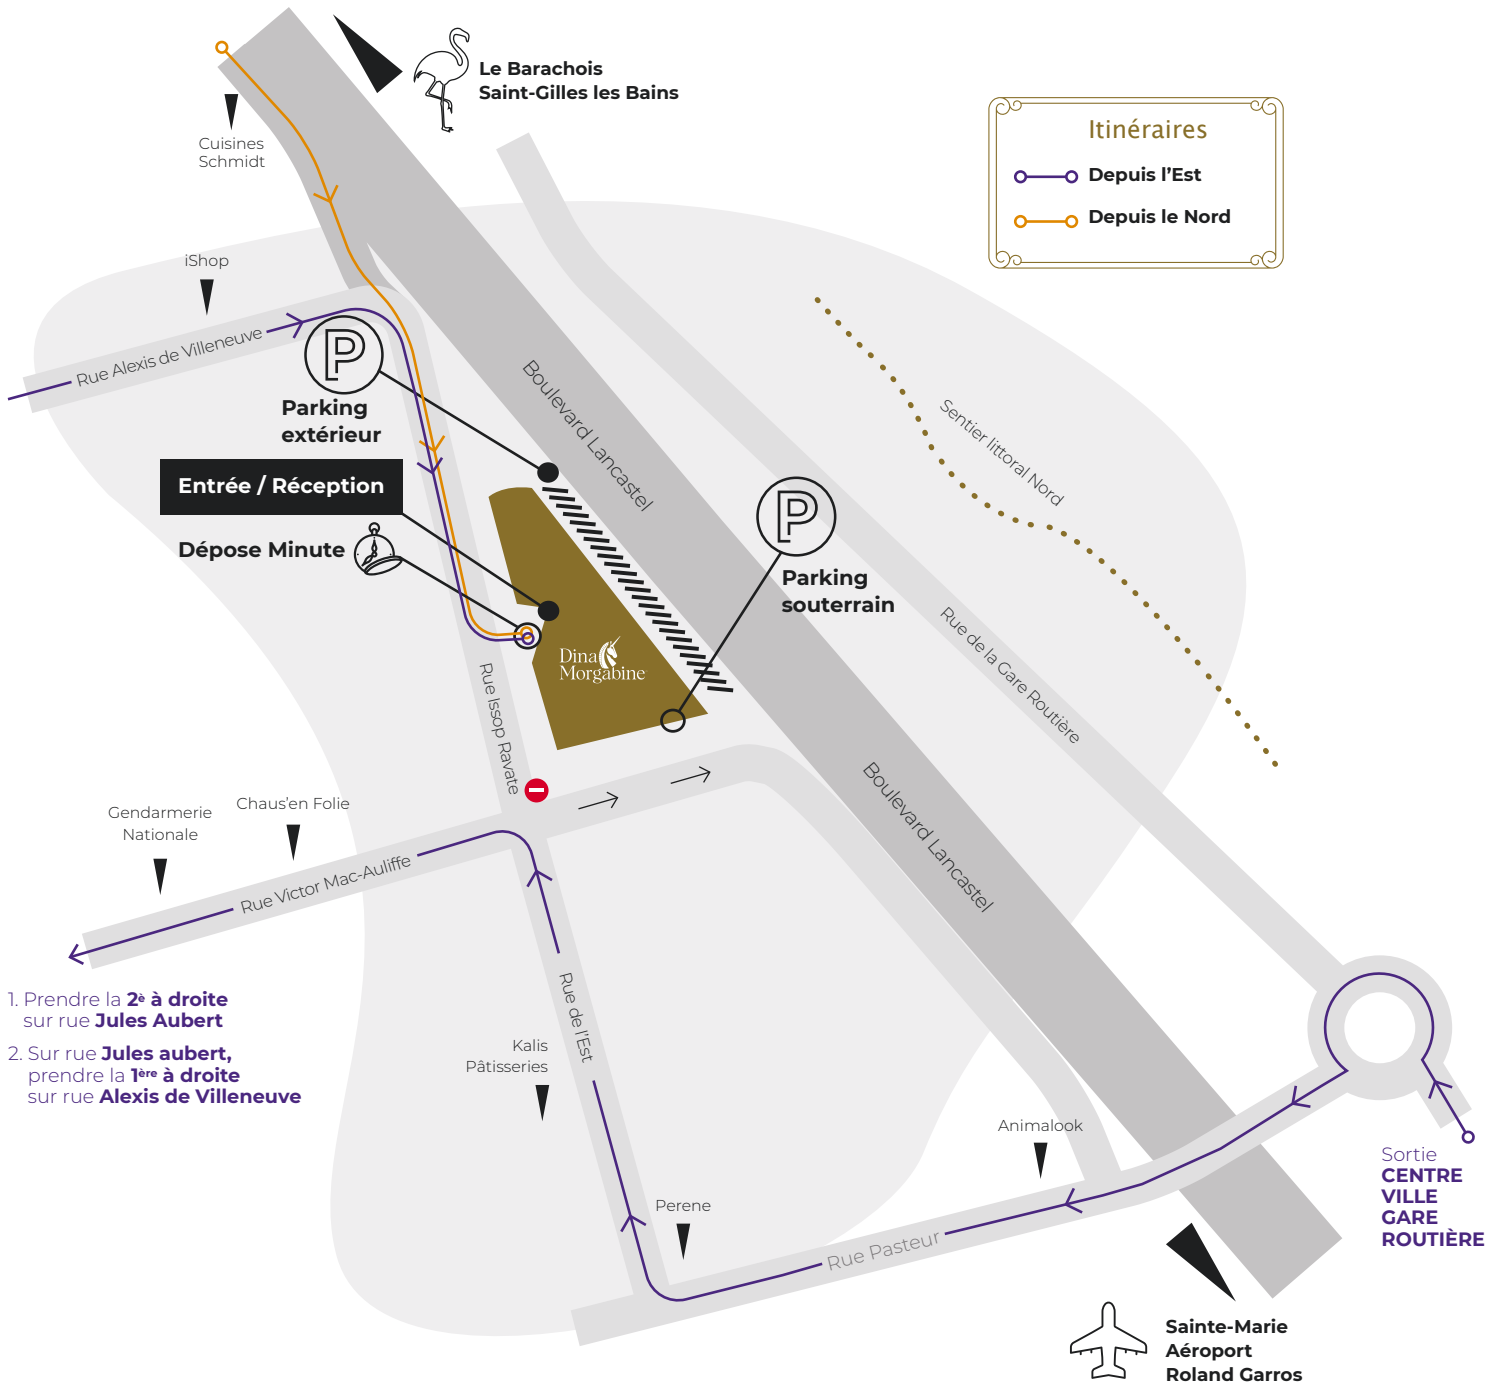 Le Barachois
Saint-Gilles les Bains
Cuisines
Schmidt
Itinéraires
Depuis l'Est
Depuis le Nord
iShop
Rue Alexis de Villeneuve
P
Parking
extérieur
Boulevard Lancastel
Sentier littoral Nord
Entrée / Réception
Dépose Minute
P
Parking
souterrain
Rue de la Gare Routière
Dina
Morgabine
Rue Issop Ravate
Boulevard Lancastel
Gendarmerie
Nationale
Chaus'en Folie
Rue Victor Mac-Auliffe
1. Prendre la 2è à droite
sur rue Jules Aubert
2. Sur rue Jules aubert,
prendre la 1ère à droite
sur rue Alexis de Villeneuve
Rue de l'Est
Kalis
Pâtisseries
Animalook
Perene
Rue Pasteur
Sortie
CENTRE
VILLE
GARE
ROUTIÈRE
Sainte-Marie
Aéroport
Roland Garros